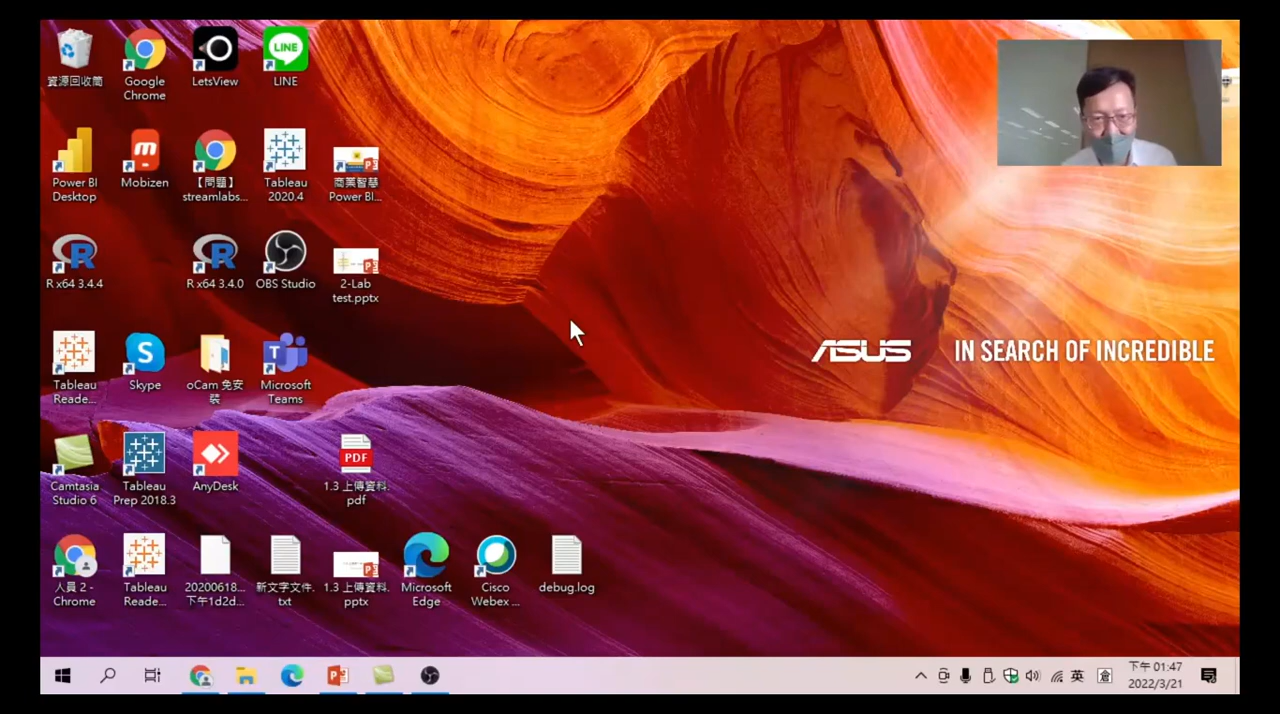 資源回收筒
Google
Chrome
LetsView
LINE
LINE
Power BI
Desktop
m
Mobizen
【問題】
streamlabs...
Tableau
2020.4
商業智慧
Power BI...
R x64 3.4.4
R x64 3.4.0
OBS Studio
2-Lab
test.pptx
ASUS
IN SEARCH OF INCREDIBLE
Tableau
Reade...
S
Skype
oCam 免安
裝
T
Microsoft
Teams
Camtasia
Studio 6
Tableau
Prep 2018.3
AnyDesk
PDF
1.3 上傳資料.
pdf
人員 2 -
Chrome
Tableau
Reade...
20200618...
下午1d2d...
新文字文件.
txt
1.3 上傳資料.
pptx
Microsoft
Edge
Cisco
Webex ...
debug.log
英
倉
下午 01:47
2022/3/21